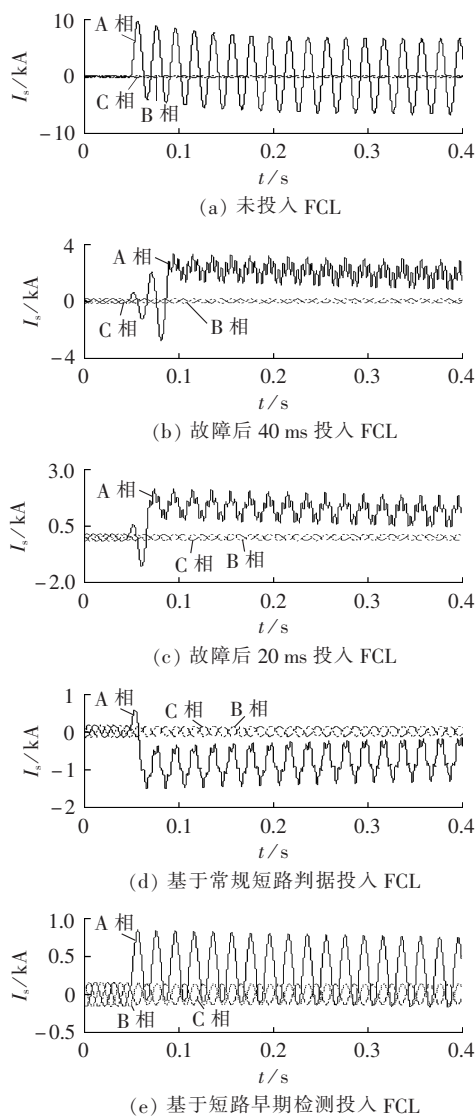 10
A 相
I_s/kA
0
C 相
B 相
−10
0 0.1 0.2 0.3 0.4
t/s
(a) 未投入 FCL
4
A 相
I_s/kA
0
C 相
B 相
−4
0 0.1 0.2 0.3 0.4
t/s
(b) 故障后 40 ms 投入 FCL
3.0
A 相
I_s/kA
0.5
C 相 B 相
−2.0
0 0.1 0.2 0.3 0.4
t/s
(c) 故障后 20 ms 投入 FCL
1
A 相
C 相 B 相
I_s/kA
0
−1
−2
0 0.1 0.2 0.3 0.4
t/s
(d) 基于常规短路判据投入 FCL
1.0
A 相
I_s/kA
0.5
0
B 相 C 相
−0.5
0 0.1 0.2 0.3 0.4
t/s
(e) 基于短路早期检测投入 FCL